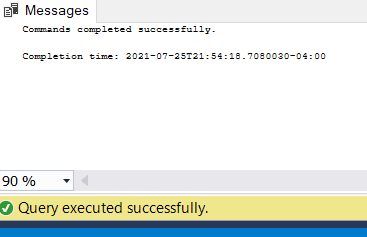 Messages
Commands completed successfully.
Completion time: 2021-07-25T21:54:18.7080030-04:00
90 %
Query executed successfully.